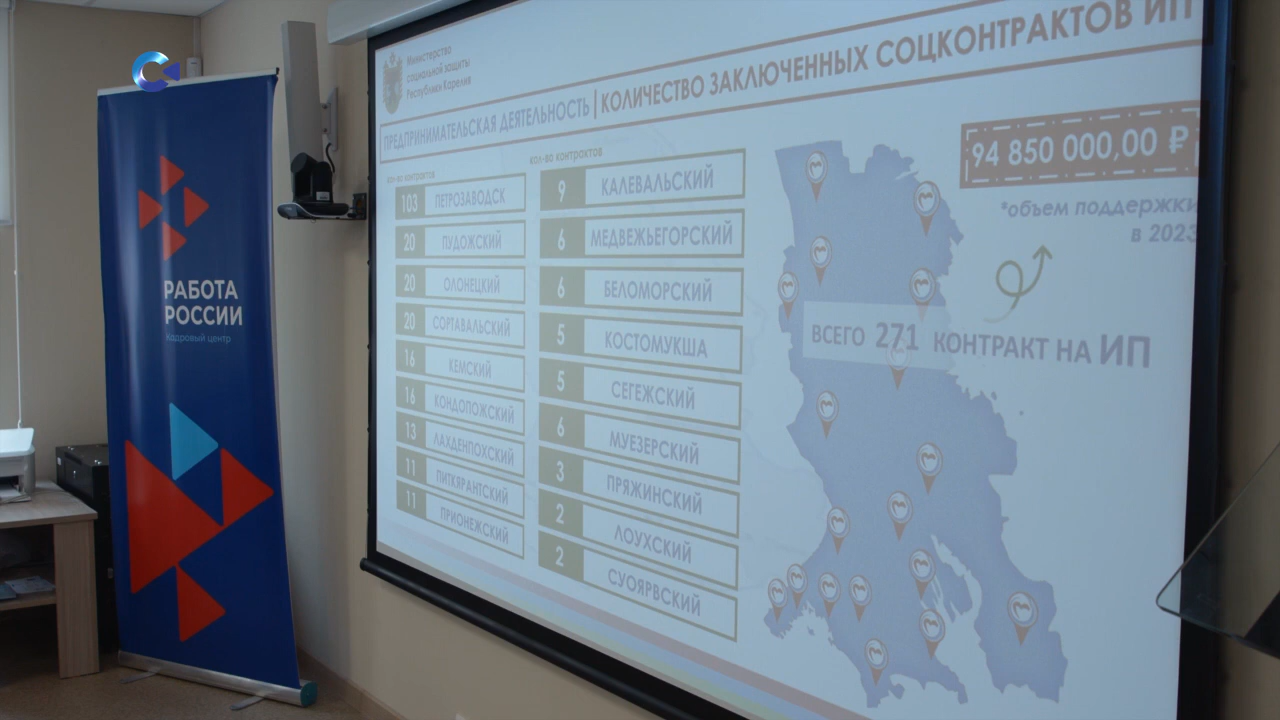 РАБОТА
РОССИИ
Кадровый центр
Министерство
социальной защиты
Республики Карелия
ПРЕДПРИНИМАТЕЛЬСКАЯ ДЕЯТЕЛЬНОСТЬ | КОЛИЧЕСТВО ЗАКЛЮЧЕННЫХ СОЦКОНТРАКТОВ ИП
кол-во контрактов
103 ПЕТРОЗАВОДСК
20 ПУДОЖСКИЙ
20 ОЛОНЕЦКИЙ
20 СОРТАВАЛЬСКИЙ
16 КЕМСКИЙ
16 КОНДОПОЖСКИЙ
13 ЛАХДЕНПОХСКИЙ
11 ПИТКЯРАНТСКИЙ
11 ПРИОНЕЖСКИЙ
кол-во контрактов
9 КАЛЕВАЛЬСКИЙ
6 МЕДВЕЖЬЕГОРСКИЙ
6 БЕЛОМОРСКИЙ
5 КОСТОМУКША
5 СЕГЕЖСКИЙ
6 МУЕЗЕРСКИЙ
3 ПРЯЖИНСКИЙ
2 ЛОУХСКИЙ
2 СУОЯРВСКИЙ
94 850 000,00 ₽
*объем поддержки
в 2023
ВСЕГО 271 КОНТРАКТ НА ИП